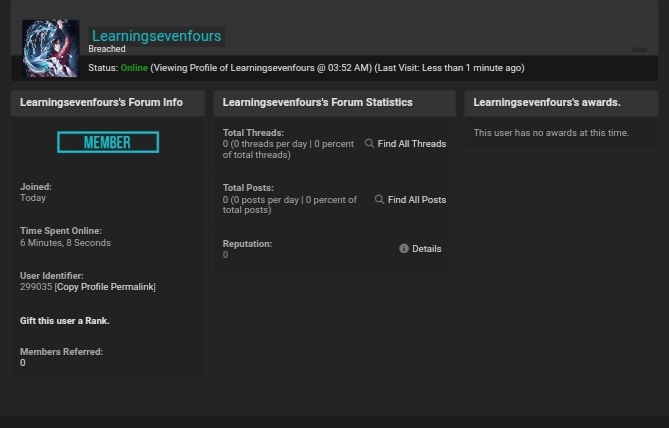 Learningsevenfours
Breached
Status: Online (Viewing Profile of Learningsevenfours @ 03:52 AM) (Last Visit: Less than 1 minute ago)
Learningsevenfours's Forum Info
MEMBER
Joined:
Today
Time Spent Online:
6 Minutes, 8 Seconds
User Identifier:
299035 [Copy Profile Permalink]
Gift this user a Rank.
Members Referred:
0
Learningsevenfours's Forum Statistics
Total Threads:
0 (0 threads per day | 0 percent
of total threads)
Find All Threads
Total Posts:
0 (0 posts per day | 0 percent of
total posts)
Find All Posts
Reputation:
0
Details
Learningsevenfours's awards.
This user has no awards at this time.